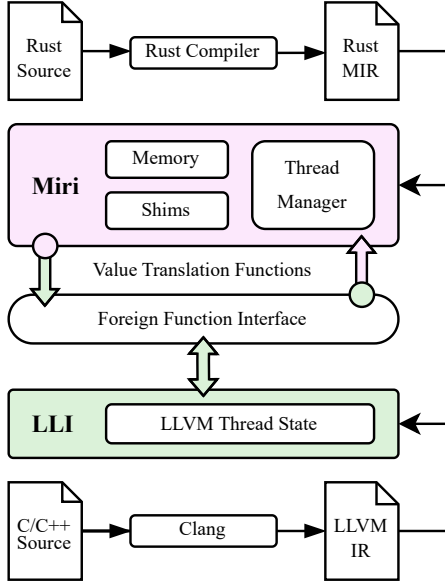 Rust
Source
Rust Compiler
Rust
MIR
Miri
Memory
Shims
Thread
Manager
Value Translation Functions
Foreign Function Interface
LLI
LLVM Thread State
C/C++
Source
Clang
LLVM
IR